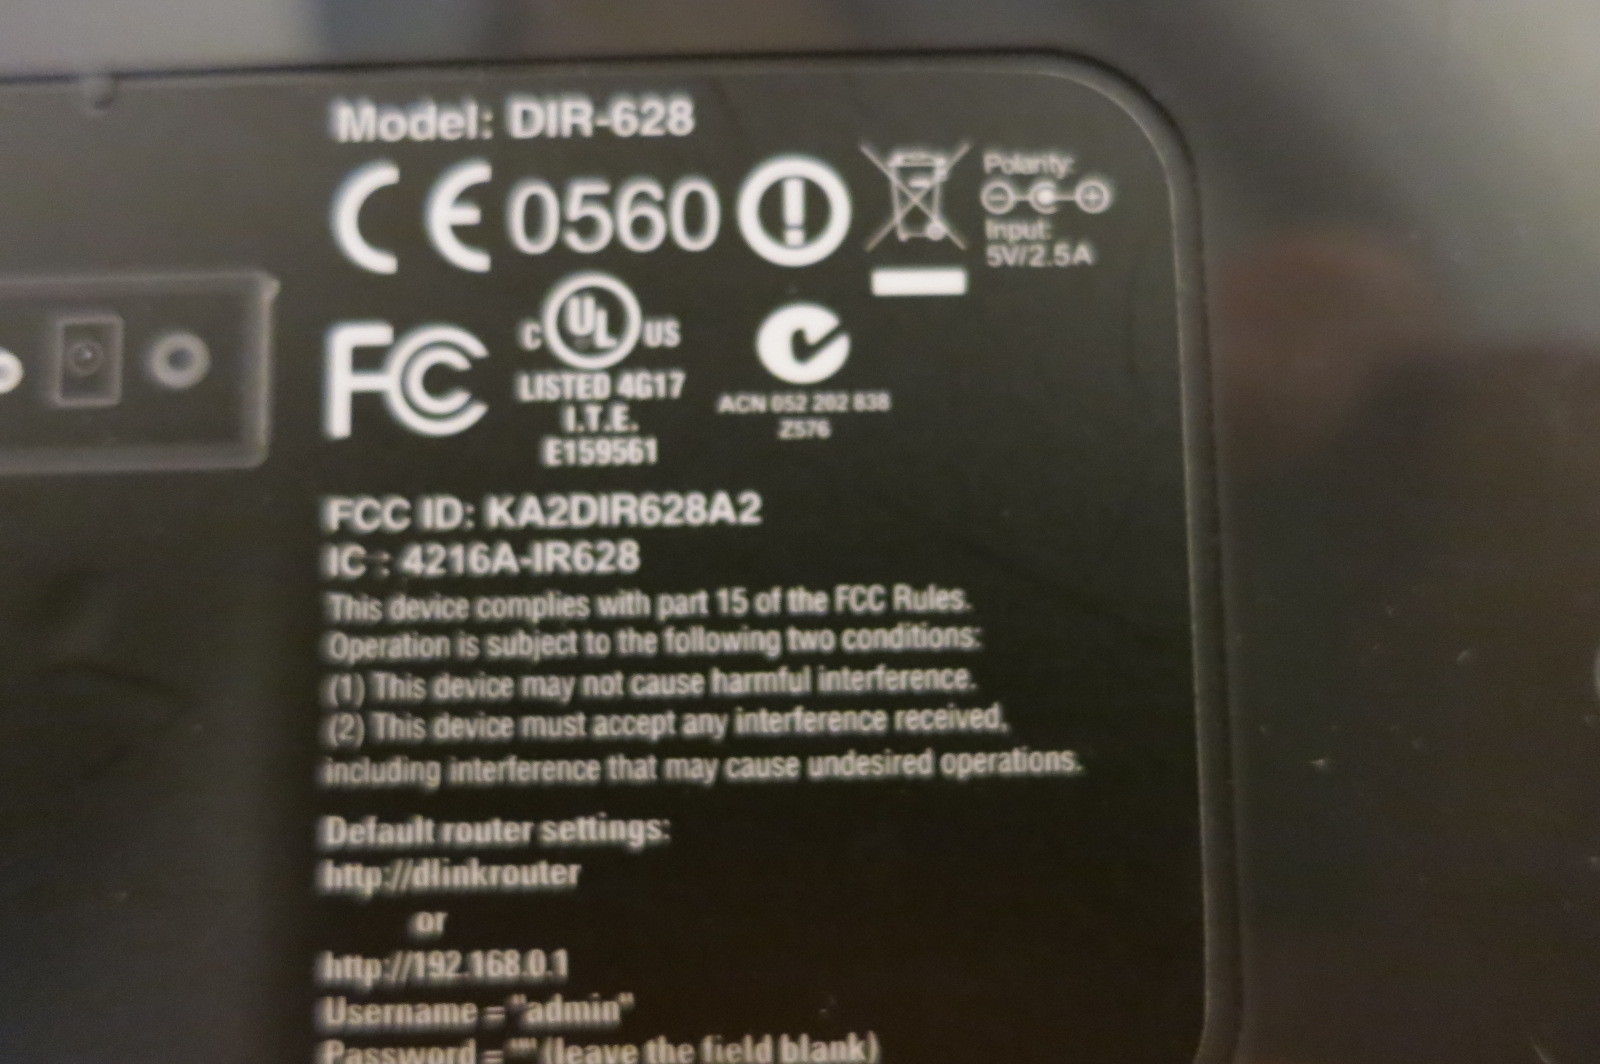 Model: DIR-628
CE 0560
Polarity:
Input:
5V/2.5A
FC
C UL US
LISTED 4G17
I.T.E.
E159561
ACN 052 202 838
Z576
FCC ID: KA2DIR628A2
IC : 4216A-IR628
This device complies with part 15 of the FCC Rules.
Operation is subject to the following two conditions:
(1) This device may not cause harmful interference.
(2) This device must accept any interference received,
including interference that may cause undesired operations.
Default router settings:
http://dlinkrouter
or
http://192.168.0.1
Username = "admin"
Password = "" (leave the field blank)